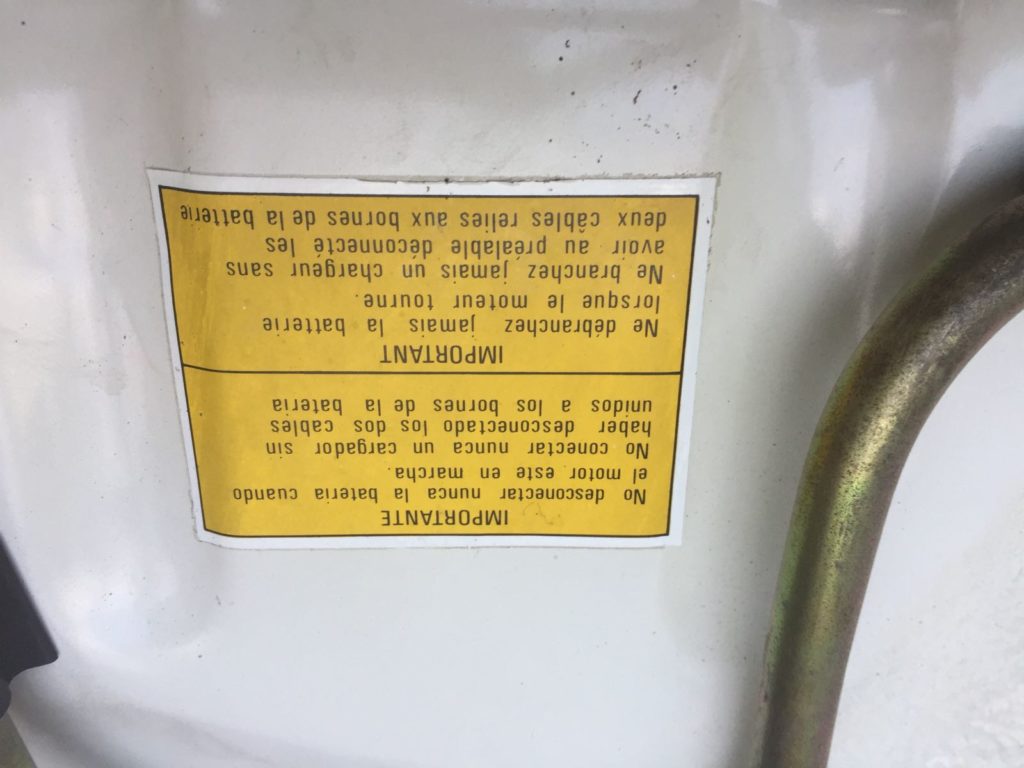 IMPORTANTE
No desconectar nunca la bateria cuando
el motor este en marcha.
No conectar nunca un cargador sin
haber desconectado los dos cables
unidos a los bornes de la bateria
IMPORTANT
Ne débranchez jamais la batterie
lorsque le moteur tourne.
Ne branchez jamais un chargeur sans
avoir au préalable déconnecté les
deux câbles reliés aux bornes de la batterie